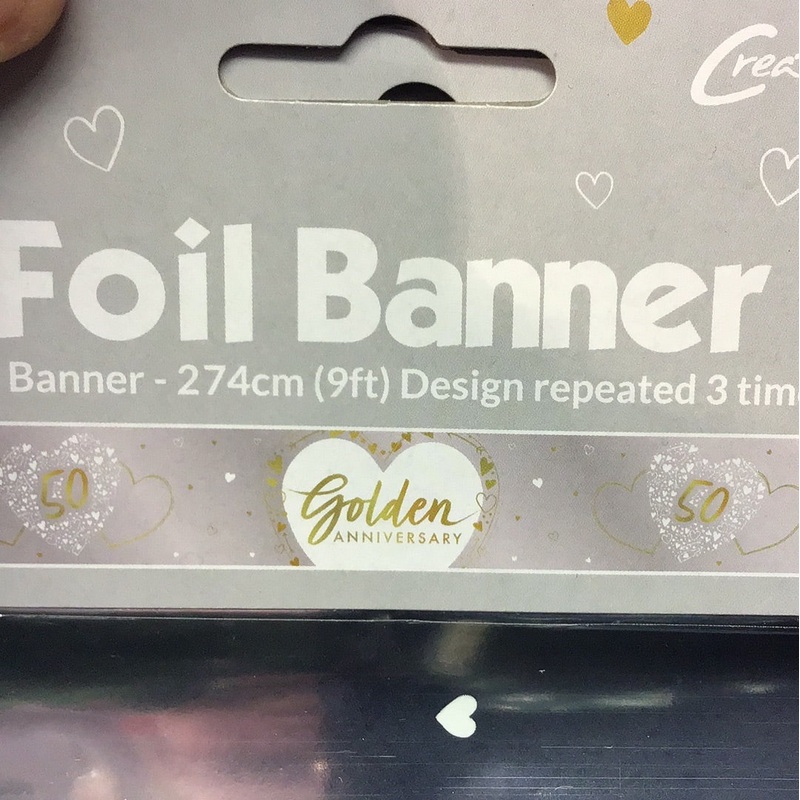 Crea
Foil Banner
Banner - 274cm (9ft) Design repeated 3 tim
50
Golden
ANNIVERSARY
50